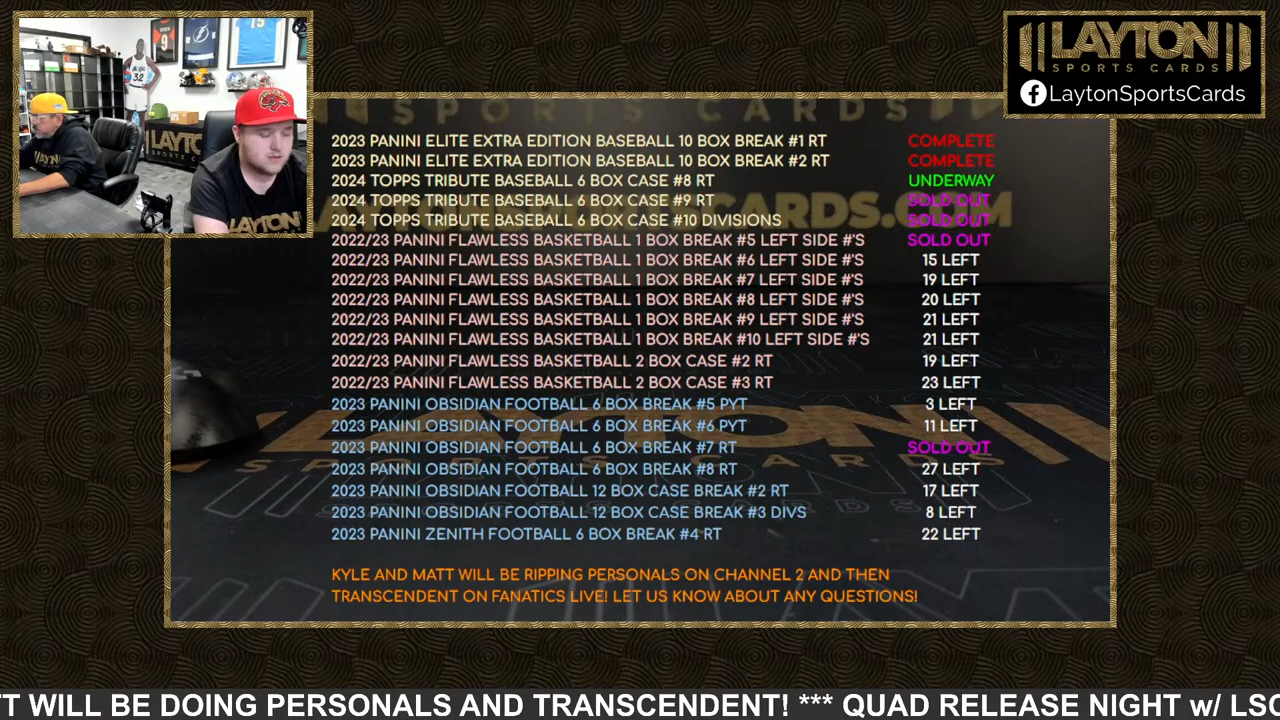 LAYTON
SPORTS CARDS
LaytonSportsCards
2023 PANINI ELITE EXTRA EDITION BASEBALL 10 BOX BREAK #1 RT COMPLETE
2023 PANINI ELITE EXTRA EDITION BASEBALL 10 BOX BREAK #2 RT COMPLETE
2024 TOPPS TRIBUTE BASEBALL 6 BOX CASE #8 RT UNDERWAY
2024 TOPPS TRIBUTE BASEBALL 6 BOX CASE #9 RT SOLD OUT
2024 TOPPS TRIBUTE BASEBALL 6 BOX CASE #10 DIVISIONS SOLD OUT
2022/23 PANINI FLAWLESS BASKETBALL 1 BOX BREAK #5 LEFT SIDE #'S SOLD OUT
2022/23 PANINI FLAWLESS BASKETBALL 1 BOX BREAK #6 LEFT SIDE #'S 15 LEFT
2022/23 PANINI FLAWLESS BASKETBALL 1 BOX BREAK #7 LEFT SIDE #'S 19 LEFT
2022/23 PANINI FLAWLESS BASKETBALL 1 BOX BREAK #8 LEFT SIDE #'S 20 LEFT
2022/23 PANINI FLAWLESS BASKETBALL 1 BOX BREAK #9 LEFT SIDE #'S 21 LEFT
2022/23 PANINI FLAWLESS BASKETBALL 1 BOX BREAK #10 LEFT SIDE #'S 21 LEFT
2022/23 PANINI FLAWLESS BASKETBALL 2 BOX CASE #2 RT 19 LEFT
2022/23 PANINI FLAWLESS BASKETBALL 2 BOX CASE #3 RT 23 LEFT
2023 PANINI OBSIDIAN FOOTBALL 6 BOX BREAK #5 PYT 3 LEFT
2023 PANINI OBSIDIAN FOOTBALL 6 BOX BREAK #6 PYT 11 LEFT
2023 PANINI OBSIDIAN FOOTBALL 6 BOX BREAK #7 RT SOLD OUT
2023 PANINI OBSIDIAN FOOTBALL 6 BOX BREAK #8 RT 27 LEFT
2023 PANINI OBSIDIAN FOOTBALL 12 BOX CASE BREAK #2 RT 17 LEFT
2023 PANINI OBSIDIAN FOOTBALL 12 BOX CASE BREAK #3 DIVS 8 LEFT
2023 PANINI ZENITH FOOTBALL 6 BOX BREAK #4 RT 22 LEFT
KYLE AND MATT WILL BE RIPPING PERSONALS ON CHANNEL 2 AND THEN
TRANSCENDENT ON FANATICS LIVE! LET US KNOW ABOUT ANY QUESTIONS!
TT WILL BE DOING PERSONALS AND TRANSCENDENT! *** QUAD RELEASE NIGHT w/ LSC